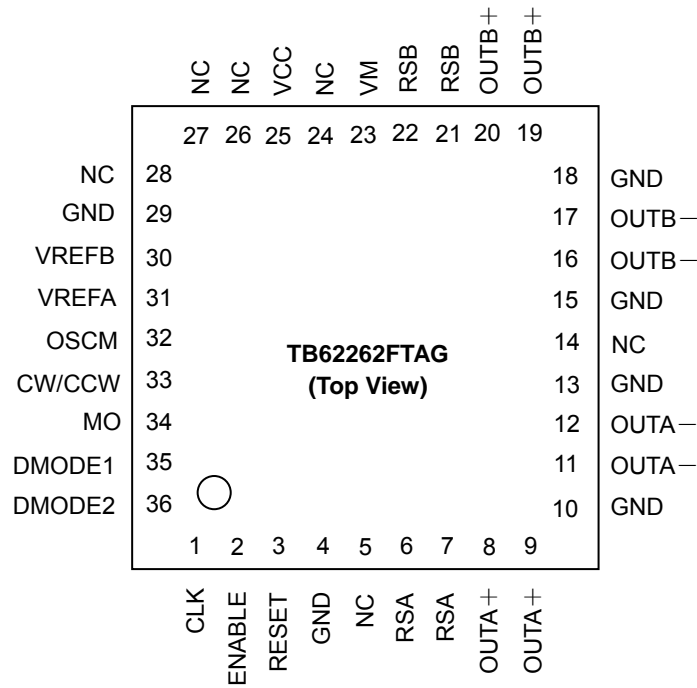 NC NC VCC NC VM RSB RSB OUTB+ OUTB+
27 26 25 24 23 22 21 20 19
NC 28
GND 29
VREFB 30
VREFA 31
OSCM 32
CW/CCW 33
MO 34
DMODE1 35
DMODE2 36
TB62262FTAG
(Top View)
18 GND
17 OUTB−
16 OUTB−
15 GND
14 NC
13 GND
12 OUTA−
11 OUTA−
10 GND
1 2 3 4 5 6 7 8 9
CLK ENABLE RESET GND NC RSA RSA OUTA+ OUTA+